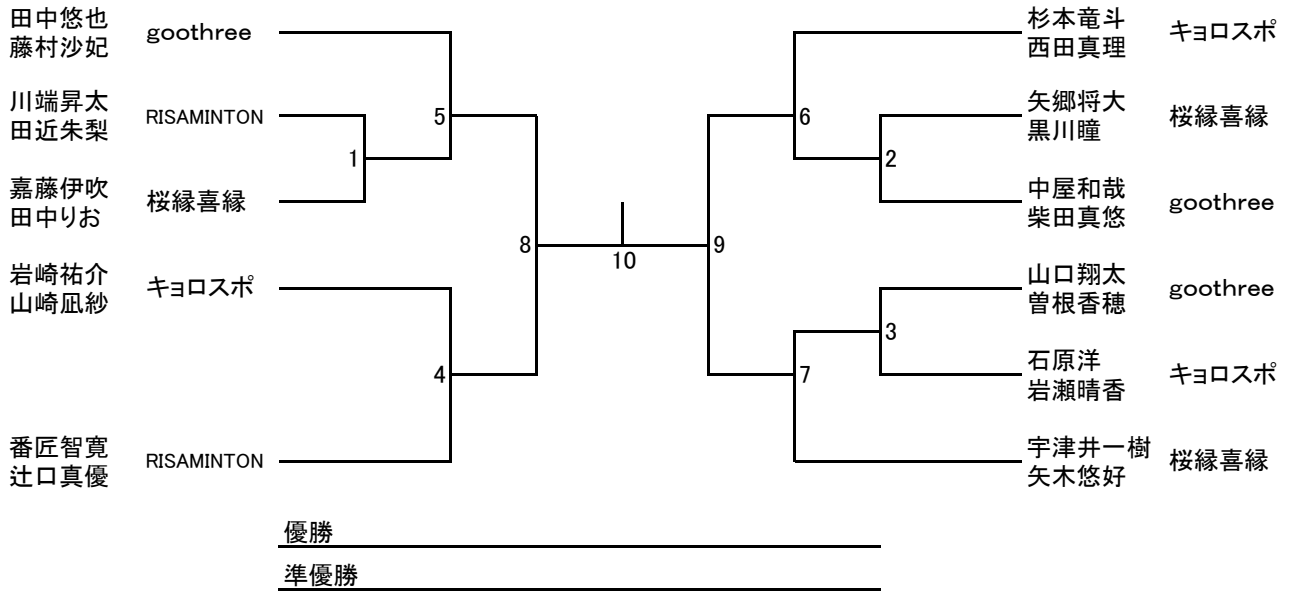 田中悠也
藤村沙妃
goothree
川端昇太
田近朱梨
RISAMINTON
嘉藤伊吹
田中りお
桜縁喜縁
岩崎祐介
山崎凪紗
キョロスポ
番匠智寛
辻口真優
RISAMINTON
1
5
4
8
10
9
6
2
3
7
杉本竜斗
西田真理
キョロスポ
矢郷将大
黒川瞳
桜縁喜縁
中屋和哉
柴田真悠
goothree
山口翔太
曽根香穂
goothree
石原洋
岩瀬晴香
キョロスポ
宇津井一樹
矢木悠好
桜縁喜縁
優勝
準優勝